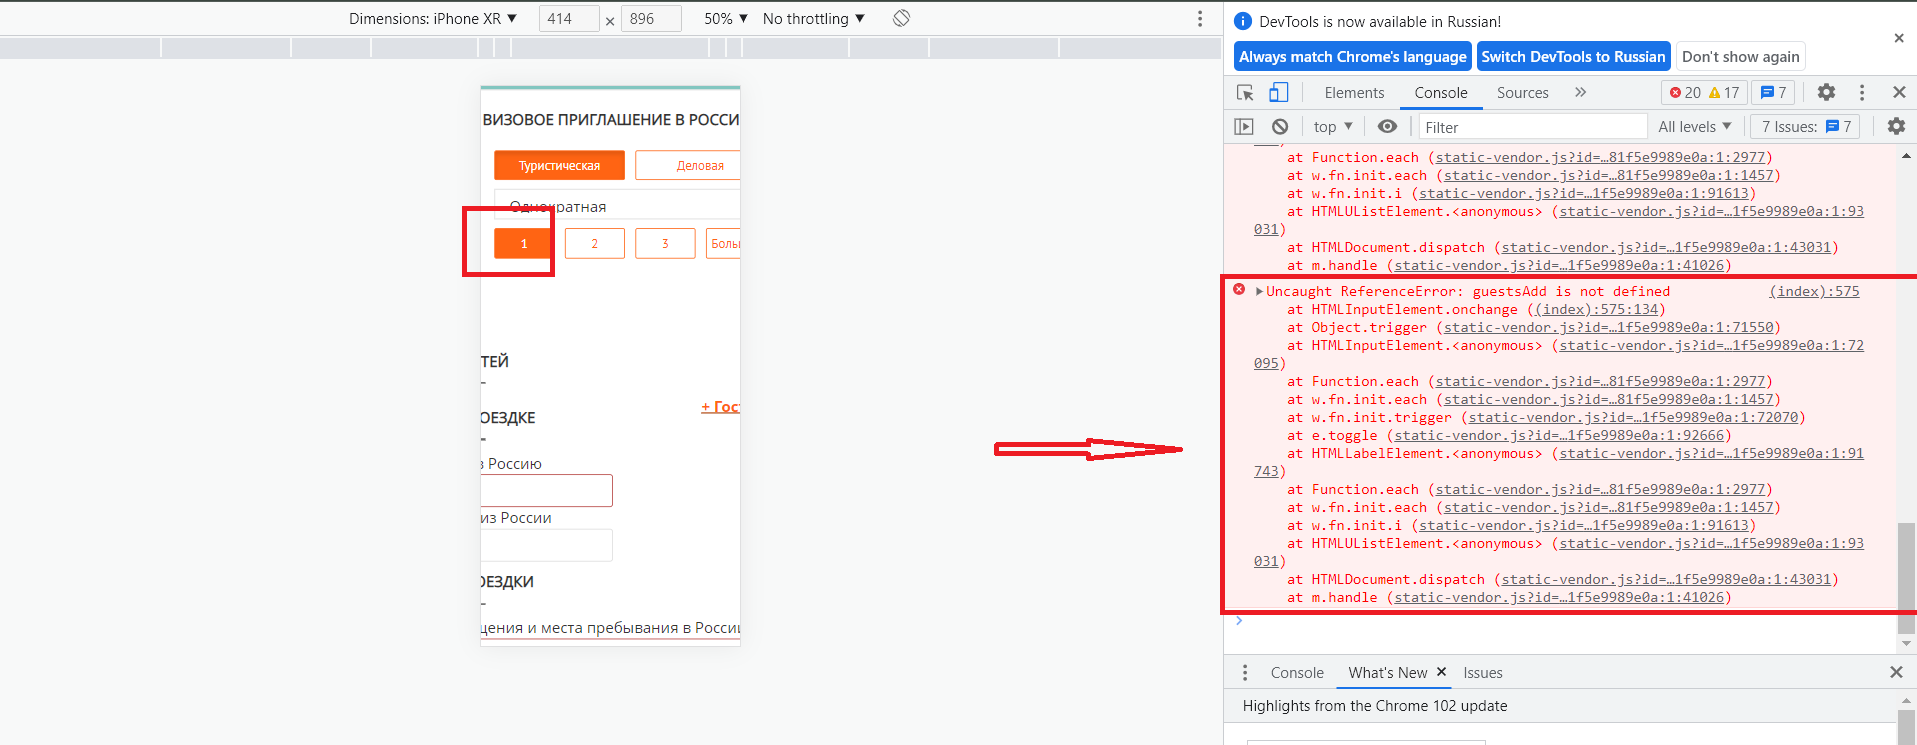 Dimensions: iPhone XR ▼ 414 × 896 50% ▼ No throttling ▼
ВИЗОВОЕ ПРИГЛАШЕНИЕ В РОССИ
Туристическая Деловая
Однократная
1 2 3 Боль
ТЕЙ
+ Гост
ОЕЗДКЕ
в Россию
из России
ОЕЗДКИ
щения и места пребывания в России
DevTools is now available in Russian!
Always match Chrome's language Switch DevTools to Russian Don't show again
Elements Console Sources » 20 17 7
top ▼ Filter All levels ▼ 7 Issues: 7
at Function.each (static-vendor.js?id=…81f5e9989e0a:1:2977)
at w.fn.init.each (static-vendor.js?id=…81f5e9989e0a:1:1457)
at w.fn.init.i (static-vendor.js?id=…1f5e9989e0a:1:91613)
at HTMLUListElement.<anonymous> (static-vendor.js?id=…1f5e9989e0a:1:93
031)
at HTMLDocument.dispatch (static-vendor.js?id=…1f5e9989e0a:1:43031)
at m.handle (static-vendor.js?id=…1f5e9989e0a:1:41026)
Uncaught ReferenceError: guestsAdd is not defined (index):575
at HTMLInputElement.onchange ((index):575:134)
at Object.trigger (static-vendor.js?id=…1f5e9989e0a:1:71550)
at HTMLInputElement.<anonymous> (static-vendor.js?id=…1f5e9989e0a:1:72
095)
at Function.each (static-vendor.js?id=…81f5e9989e0a:1:2977)
at w.fn.init.each (static-vendor.js?id=…81f5e9989e0a:1:1457)
at w.fn.init.trigger (static-vendor.js?id=…1f5e9989e0a:1:72070)
at e.toggle (static-vendor.js?id=…1f5e9989e0a:1:92666)
at HTMLLabelElement.<anonymous> (static-vendor.js?id=…1f5e9989e0a:1:91
743)
at Function.each (static-vendor.js?id=…81f5e9989e0a:1:2977)
at w.fn.init.each (static-vendor.js?id=…81f5e9989e0a:1:1457)
at w.fn.init.i (static-vendor.js?id=…1f5e9989e0a:1:91613)
at HTMLUListElement.<anonymous> (static-vendor.js?id=…1f5e9989e0a:1:93
031)
at HTMLDocument.dispatch (static-vendor.js?id=…1f5e9989e0a:1:43031)
at m.handle (static-vendor.js?id=…1f5e9989e0a:1:41026)
Console What's New Issues
Highlights from the Chrome 102 update